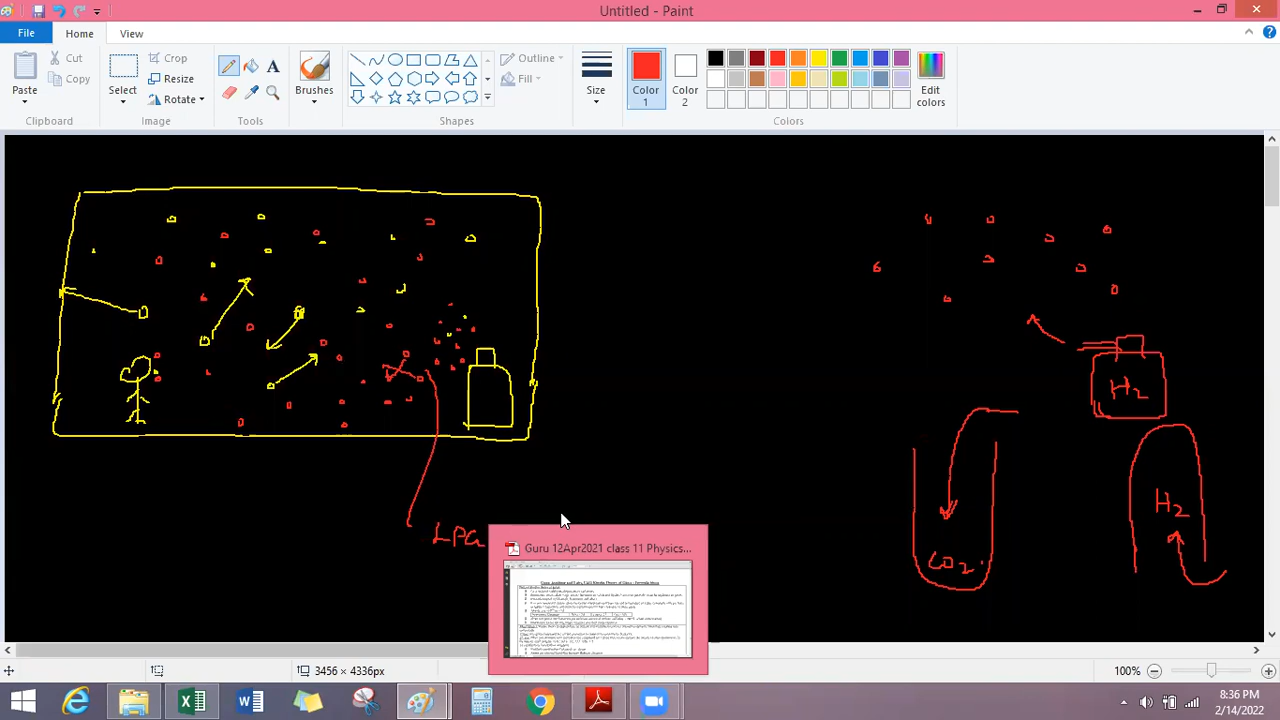 Untitled - Paint
File
Home
View
Paste
Cut
Copy
Clipboard
Select
Crop
Resize
Rotate
Image
A
Tools
Brushes
Outline
Fill
Shapes
Size
Color 1
Color 2
Edit colors
Colors
H2
H2
CO2
LPG
Guru 12Apr2021 class 11 Physics...
3456 × 4336px
100%
8:36 PM
2/14/2022